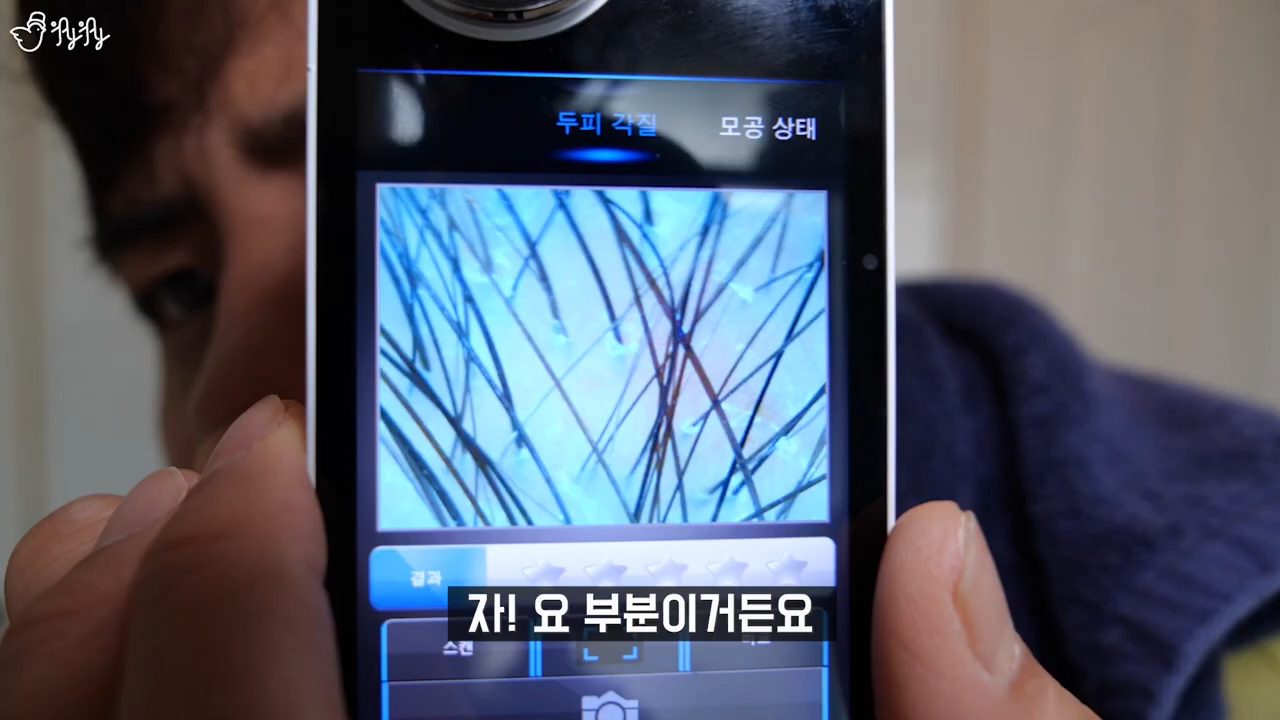 두피 각질
모공 상태
결과
자! 요 부분이거든요
스캔